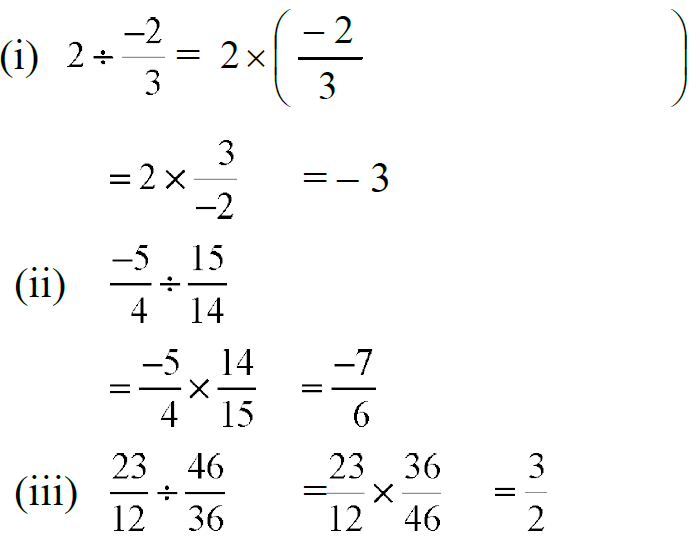 (i) 2 ÷ −2/3 = 2 × ( −2/3 )
= 2 × 3/−2 = − 3
(ii) −5/4 ÷ 15/14
= −5/4 × 14/15 = −7/6
(iii) 23/12 ÷ 46/36 = 23/12 × 36/46 = 3/2